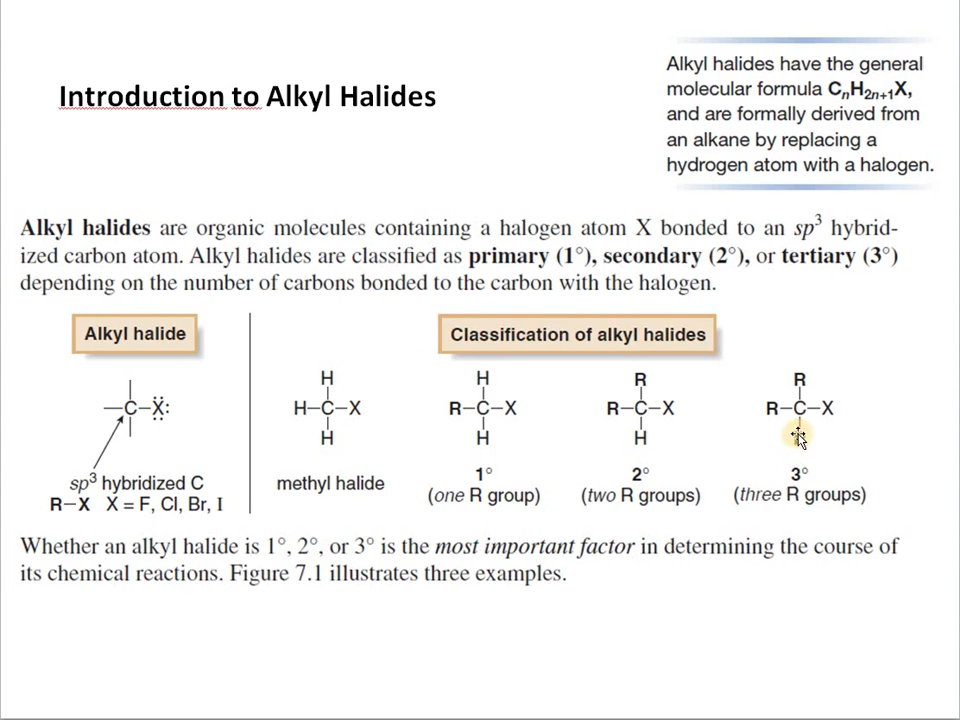 Introduction to Alkyl Halides
Alkyl halides have the general
molecular formula CnH2n+1X,
and are formally derived from
an alkane by replacing a
hydrogen atom with a halogen.
Alkyl halides are organic molecules containing a halogen atom X bonded to an sp3 hybrid-
ized carbon atom. Alkyl halides are classified as primary (1°), secondary (2°), or tertiary (3°)
depending on the number of carbons bonded to the carbon with the halogen.
Alkyl halide
–C–X:
sp3 hybridized C
R–X X = F, Cl, Br, I
Classification of alkyl halides
H
H–C–X
H
methyl halide
H
R–C–X
H
1°
(one R group)
R
R–C–X
H
2°
(two R groups)
R
R–C–X
3°
(three R groups)
Whether an alkyl halide is 1°, 2°, or 3° is the most important factor in determining the course of
its chemical reactions. Figure 7.1 illustrates three examples.